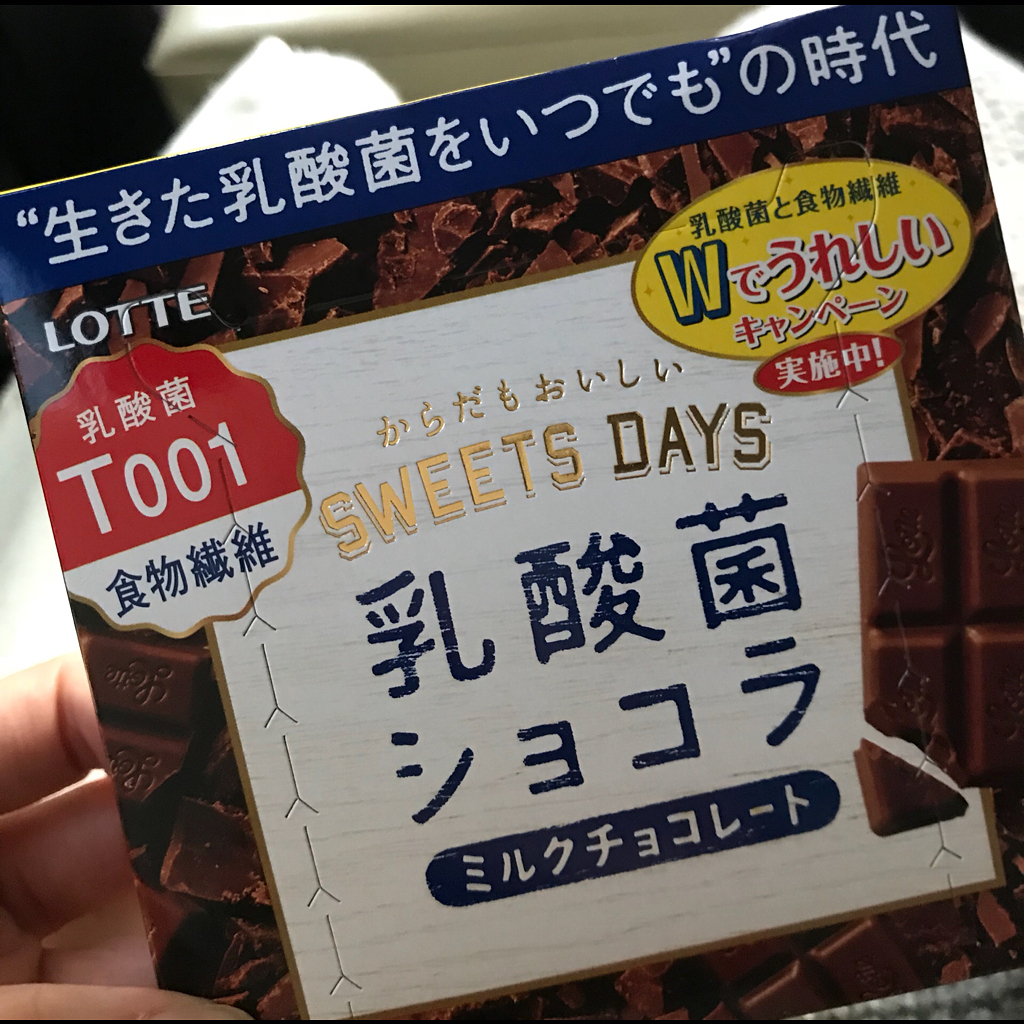 “生きた乳酸菌をいつでも”の時代
LOTTE
乳酸菌と食物繊維
Wでうれしい
キャンペーン
実施中!
乳酸菌
T001
食物繊維
からだもおいしい
SWEETS DAYS
乳酸菌
ショコラ
ミルクチョコレート